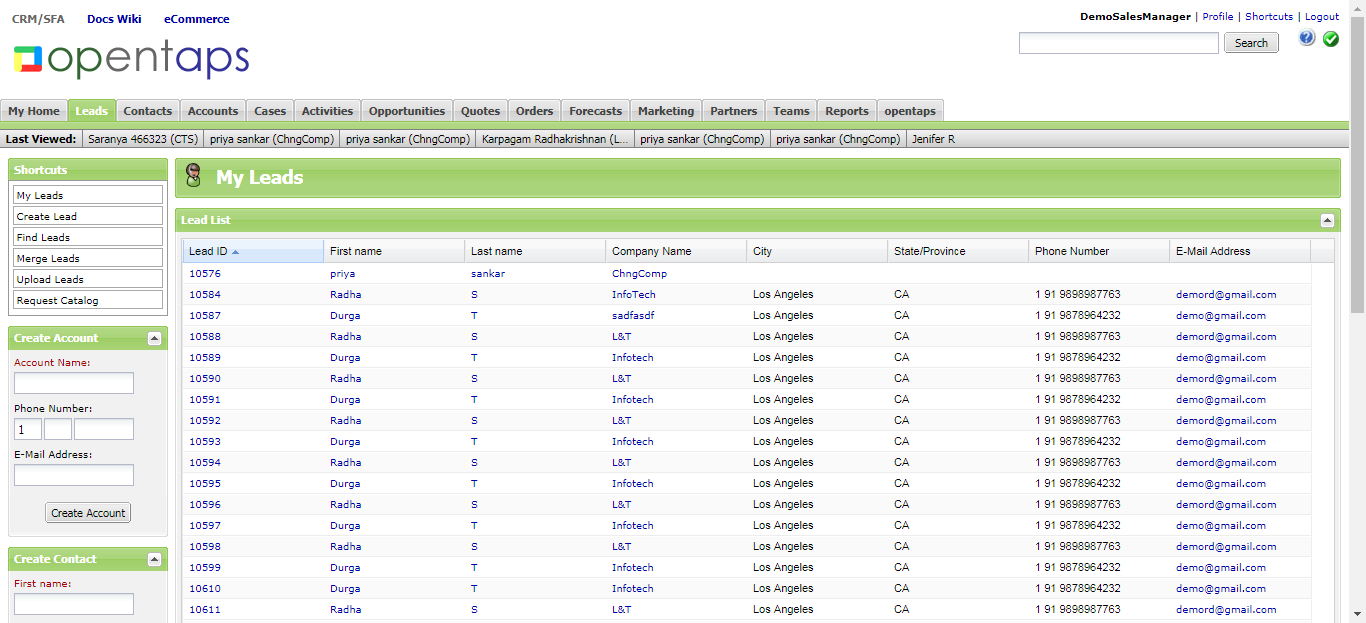 CRM/SFA Docs Wiki eCommerce
DemoSalesManager | Profile | Shortcuts | Logout
opentaps
Search
My Home Leads Contacts Accounts Cases Activities Opportunities Quotes Orders Forecasts Marketing Partners Teams Reports opentaps
Last Viewed: Saranya 466323 (CTS) priya sankar (ChngComp) priya sankar (ChngComp) Karpagam Radhakrishnan (L... priya sankar (ChngComp) priya sankar (ChngComp) Jenifer R
Shortcuts
My Leads
Create Lead
Find Leads
Merge Leads
Upload Leads
Request Catalog
Create Account
Account Name:
Phone Number:
1
E-Mail Address:
Create Account
Create Contact
First name:
My Leads
Lead List
Lead ID First name Last name Company Name City State/Province Phone Number E-Mail Address
10576 priya sankar ChngComp
10584 Radha S InfoTech Los Angeles CA 1 91 9898987763 demord@gmail.com
10587 Durga T sadfasdf Los Angeles CA 1 91 9878964232 demo@gmail.com
10588 Radha S L&T Los Angeles CA 1 91 9898987763 demord@gmail.com
10589 Durga T Infotech Los Angeles CA 1 91 9878964232 demo@gmail.com
10590 Radha S L&T Los Angeles CA 1 91 9898987763 demord@gmail.com
10591 Durga T Infotech Los Angeles CA 1 91 9878964232 demo@gmail.com
10592 Radha S L&T Los Angeles CA 1 91 9898987763 demord@gmail.com
10593 Durga T Infotech Los Angeles CA 1 91 9878964232 demo@gmail.com
10594 Radha S L&T Los Angeles CA 1 91 9898987763 demord@gmail.com
10595 Durga T Infotech Los Angeles CA 1 91 9878964232 demo@gmail.com
10596 Radha S L&T Los Angeles CA 1 91 9898987763 demord@gmail.com
10597 Durga T Infotech Los Angeles CA 1 91 9878964232 demo@gmail.com
10598 Radha S L&T Los Angeles CA 1 91 9898987763 demord@gmail.com
10599 Durga T Infotech Los Angeles CA 1 91 9878964232 demo@gmail.com
10610 Durga T Infotech Los Angeles CA 1 91 9878964232 demo@gmail.com
10611 Radha S L&T Los Angeles CA 1 91 9898987763 demord@gmail.com